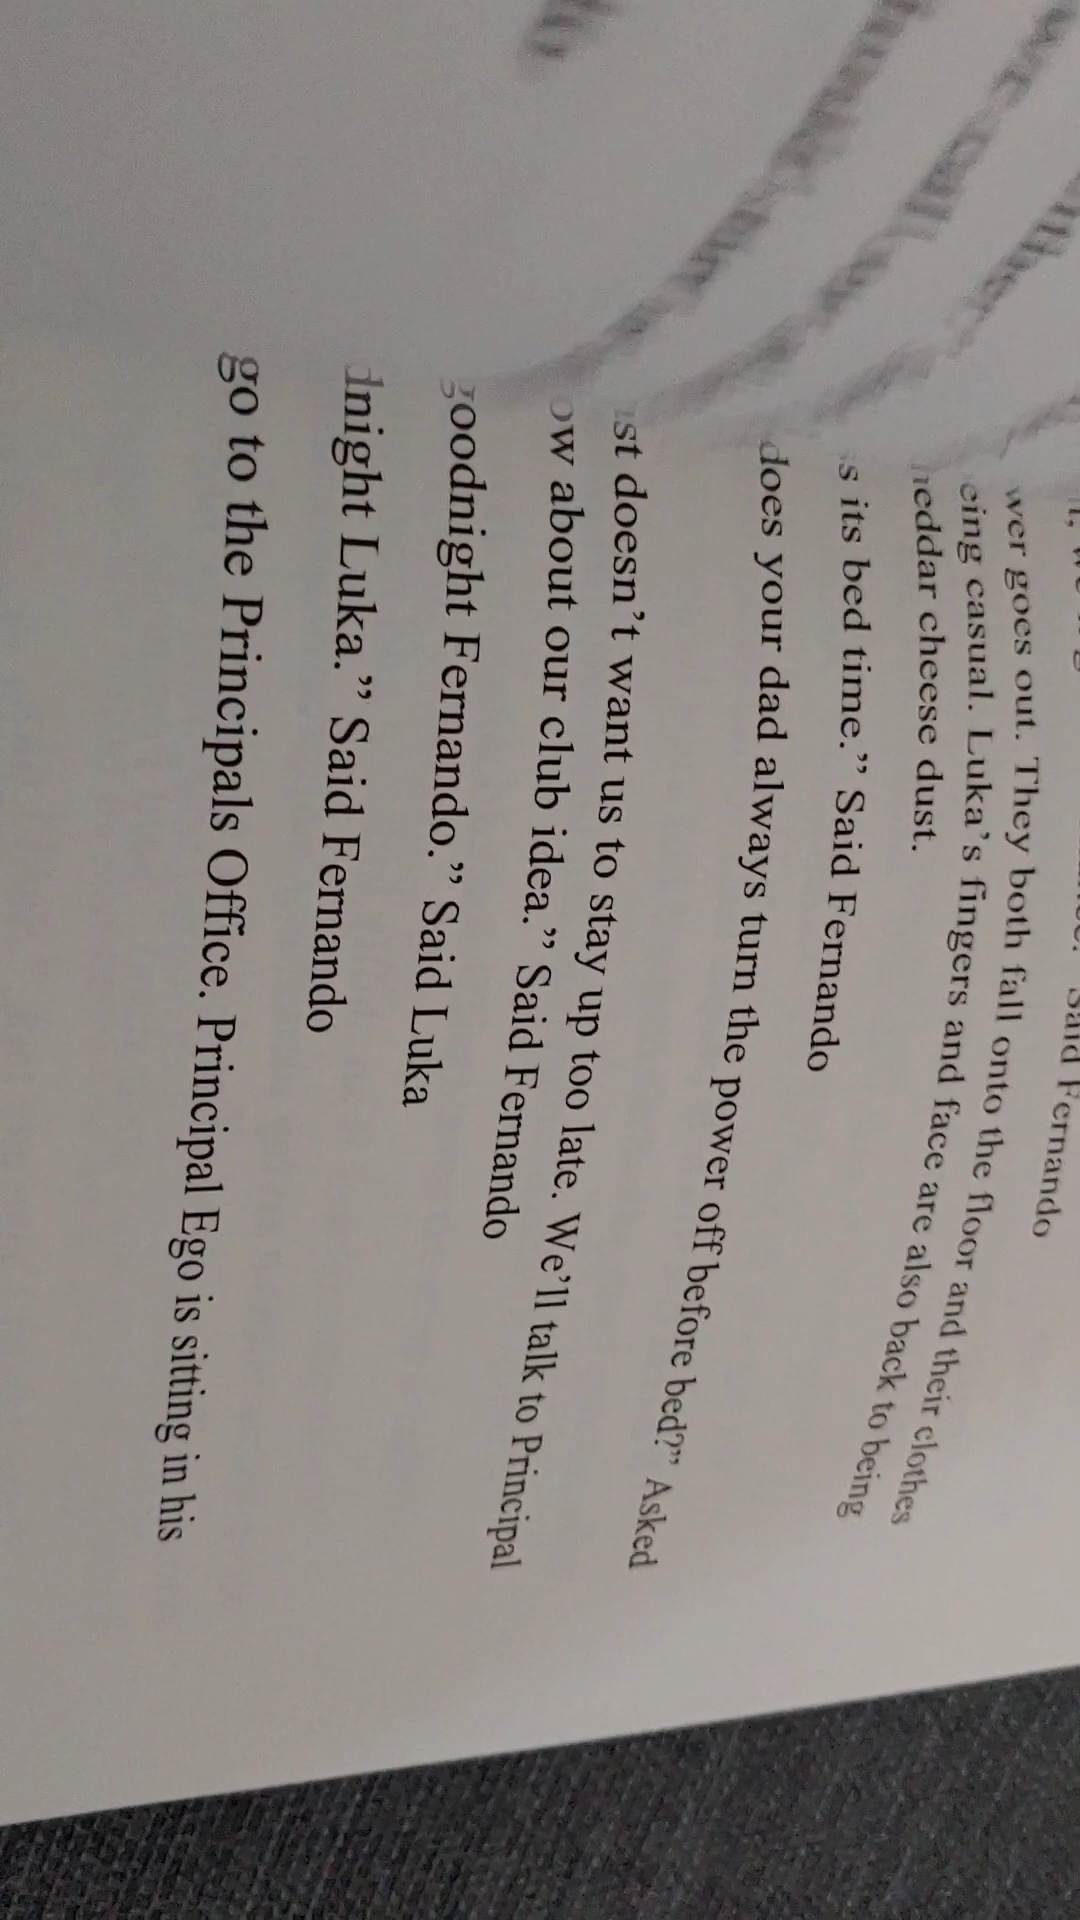 Said Fernando
wer goes out. They both fall onto the floor and their clothes
eing casual. Luka's fingers and face are also back to being
heddar cheese dust.
s its bed time.” Said Fernando
does your dad always turn the power off before bed?” Asked
st doesn't want us to stay up too late. We'll talk to Principal
ow about our club idea.” Said Fernando
goodnight Fernando.” Said Luka
dnight Luka.” Said Fernando
go to the Principals Office. Principal Ego is sitting in his